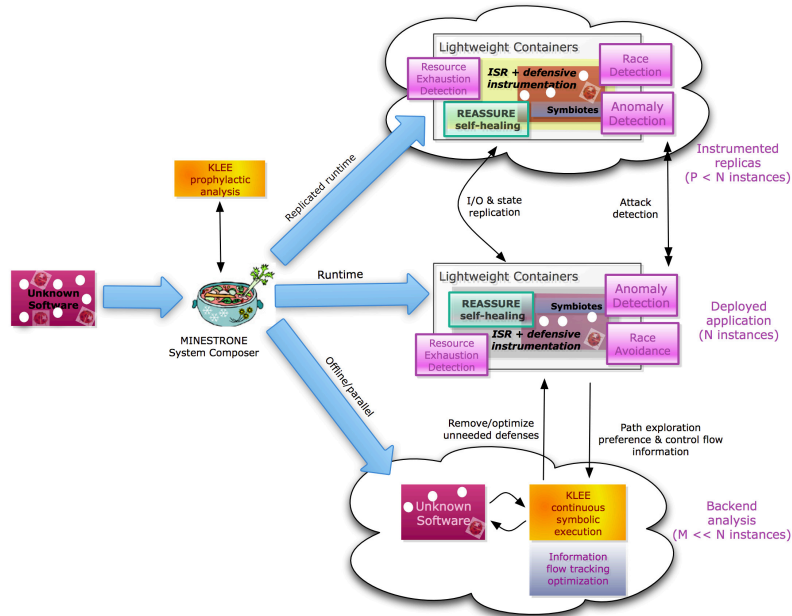 Lightweight Containers
Resource
Exhaustion
Detection
ISR + defensive
instrumentation
Race
Detection
Symbiotes
Anomaly
Detection
REASSURE
self-healing
Instrumented
replicas
(P < N instances)
KLEE
prophylactic
analysis
Replicated runtime
I/O & state
replication
Attack
detection
Unknown
Software
MINESTRONE
System Composer
Runtime
Lightweight Containers
REASSURE
self-healing
Symbiotes
Anomaly
Detection
ISR + defensive
instrumentation
Resource
Exhaustion
Detection
Race
Avoidance
Deployed
application
(N instances)
Offline/parallel
Remove/optimize
unneeded defenses
Path exploration
preference & control flow
information
Unknown
Software
KLEE
continuous
symbolic
execution
Information
flow tracking
optimization
Backend
analysis
(M << N instances)